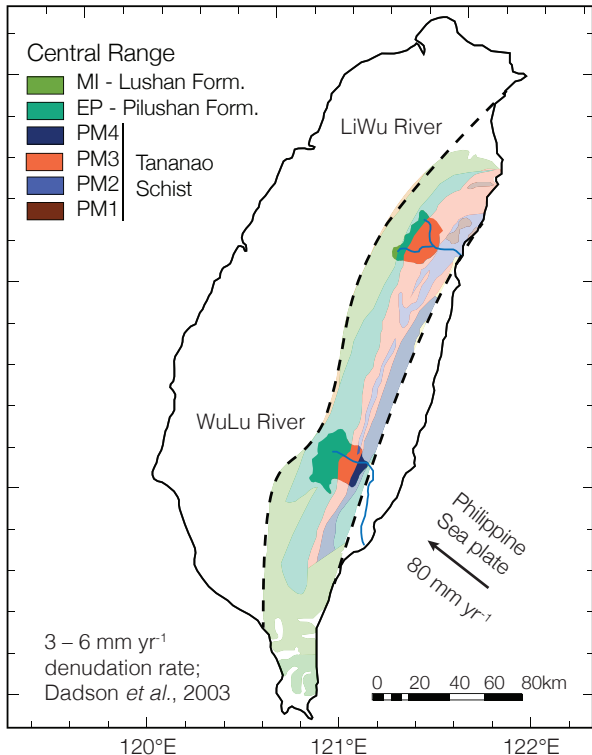 Central Range
MI - Lushan Form.
EP - Pilushan Form.
PM4
PM3
PM2
PM1
Tananao
Schist
LiWu River
WuLu River
Philippine
Sea plate
80 mm yr⁻¹
3 – 6 mm yr⁻¹
denudation rate;
Dadson et al., 2003
0 20 40 60 80km
120°E 121°E 122°E